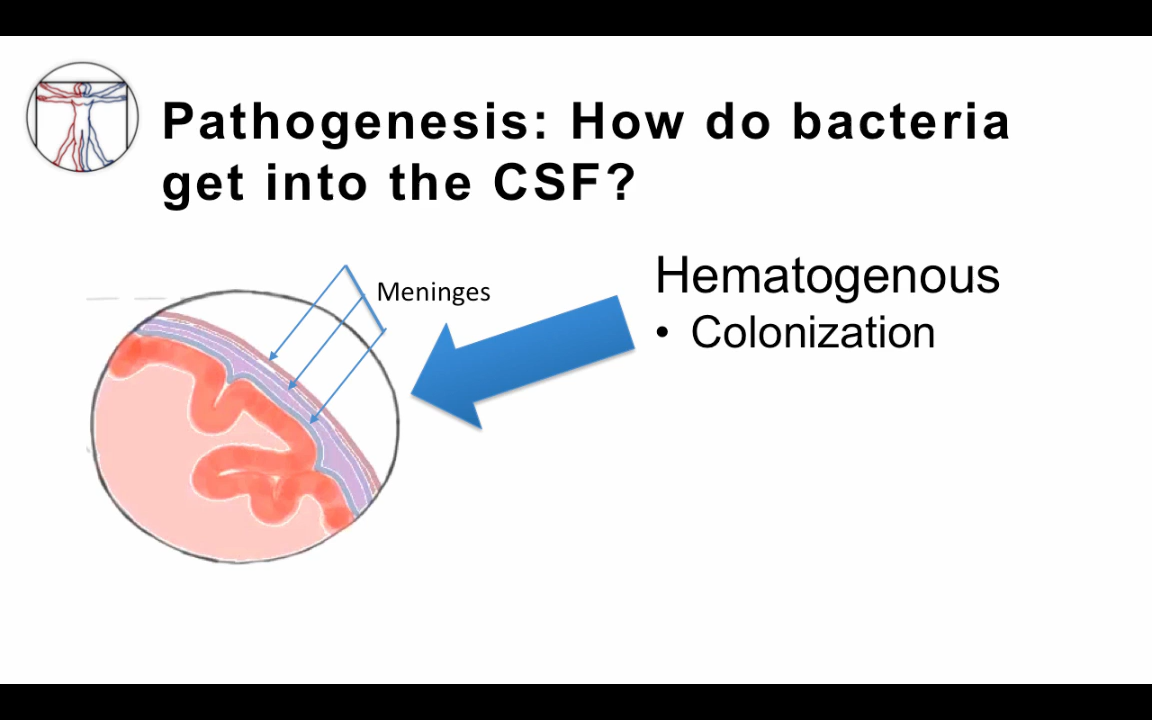 Pathogenesis: How do bacteria
get into the CSF?
Meninges
Hematogenous
• Colonization